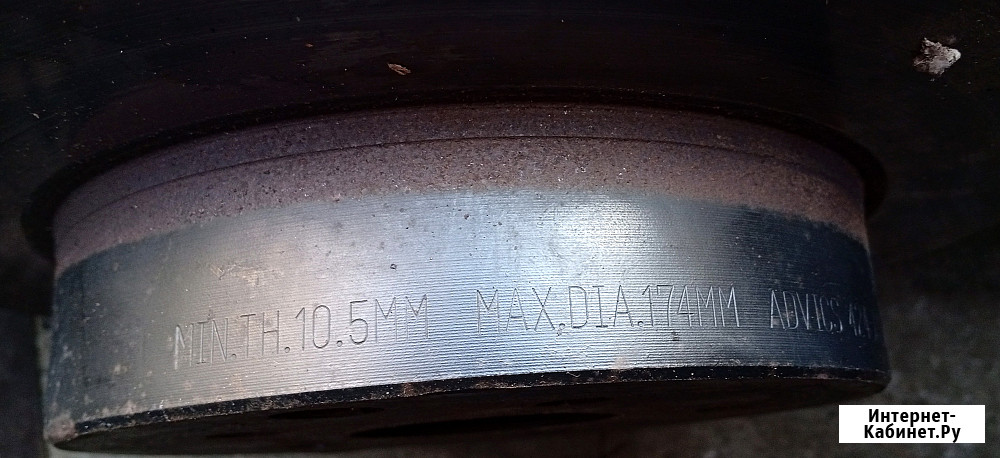 MIN.TH.10.5MM MAX.DIA.174MM ADVICS
Интернет-
Кабинет.Ру